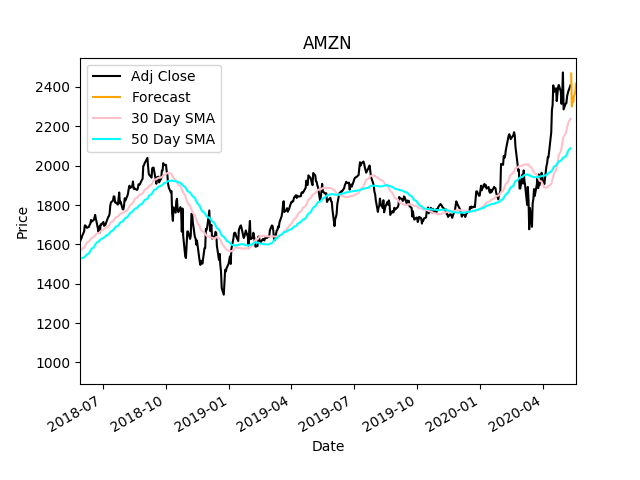 AMZN
Adj Close
Forecast
30 Day SMA
50 Day SMA
Price
2400
2200
2000
1800
1600
1400
1200
1000
2018-07
2018-10
2019-01
2019-04
2019-07
2019-10
2020-01
2020-04
Date